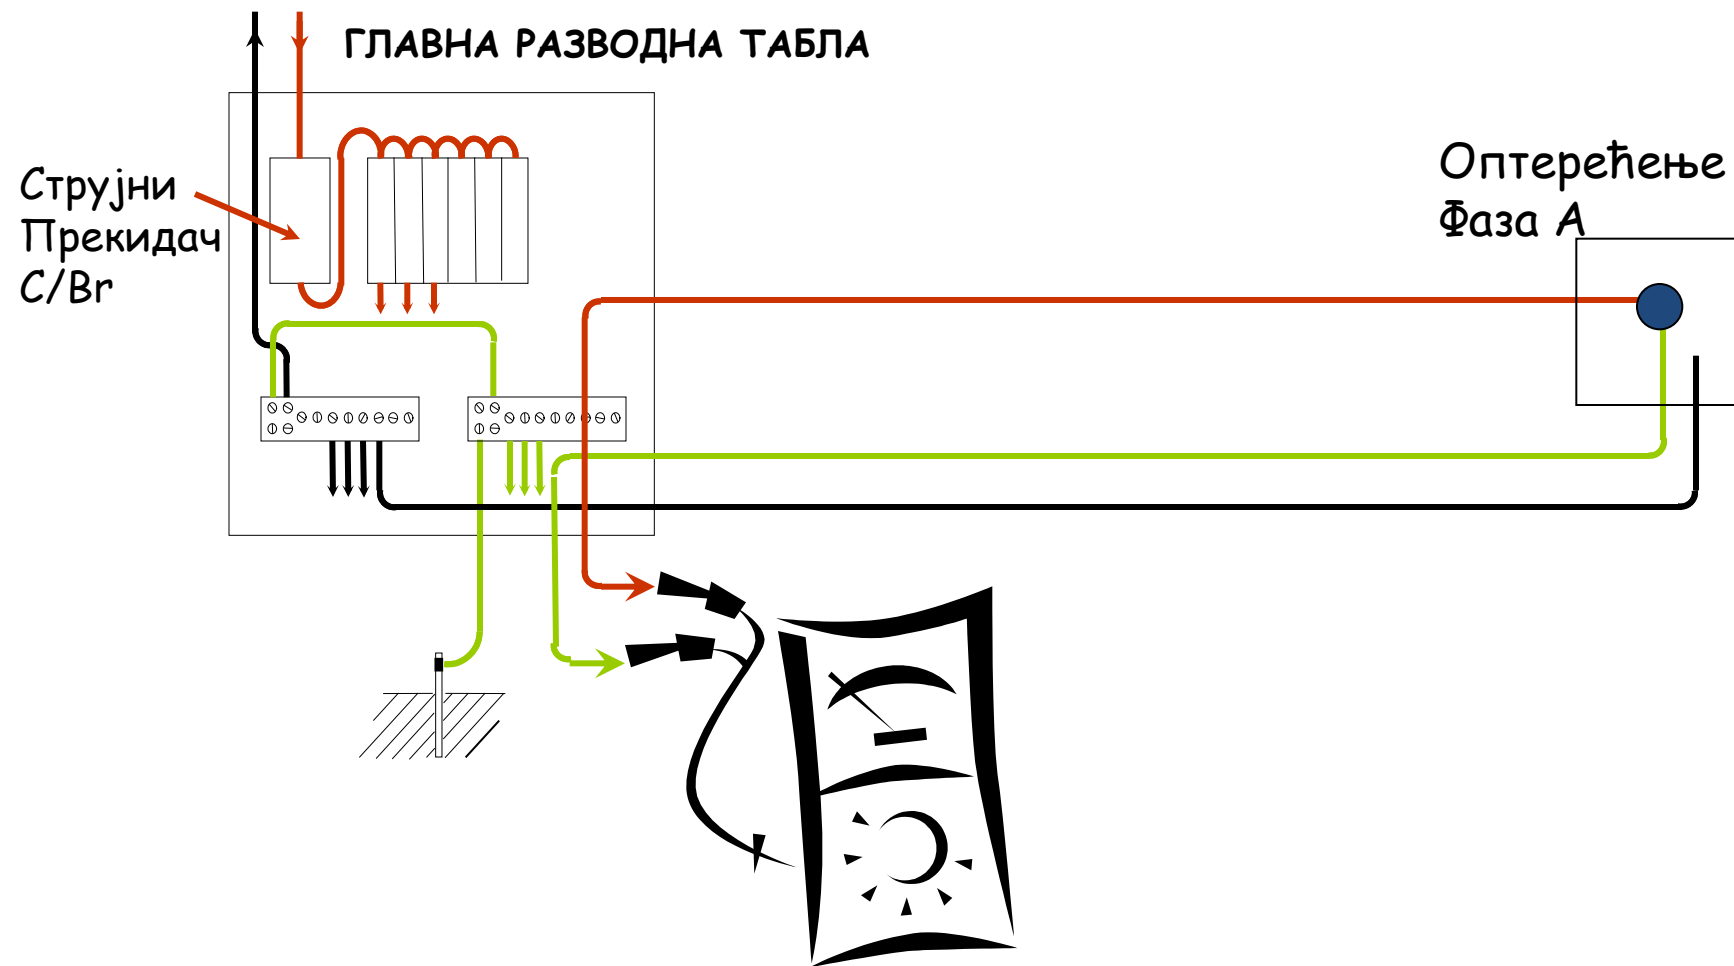 ГЛАВНА РАЗВОДНА ТАБЛА
Струјни
Прекидач
C/Br
Оптерећење
Фаза А